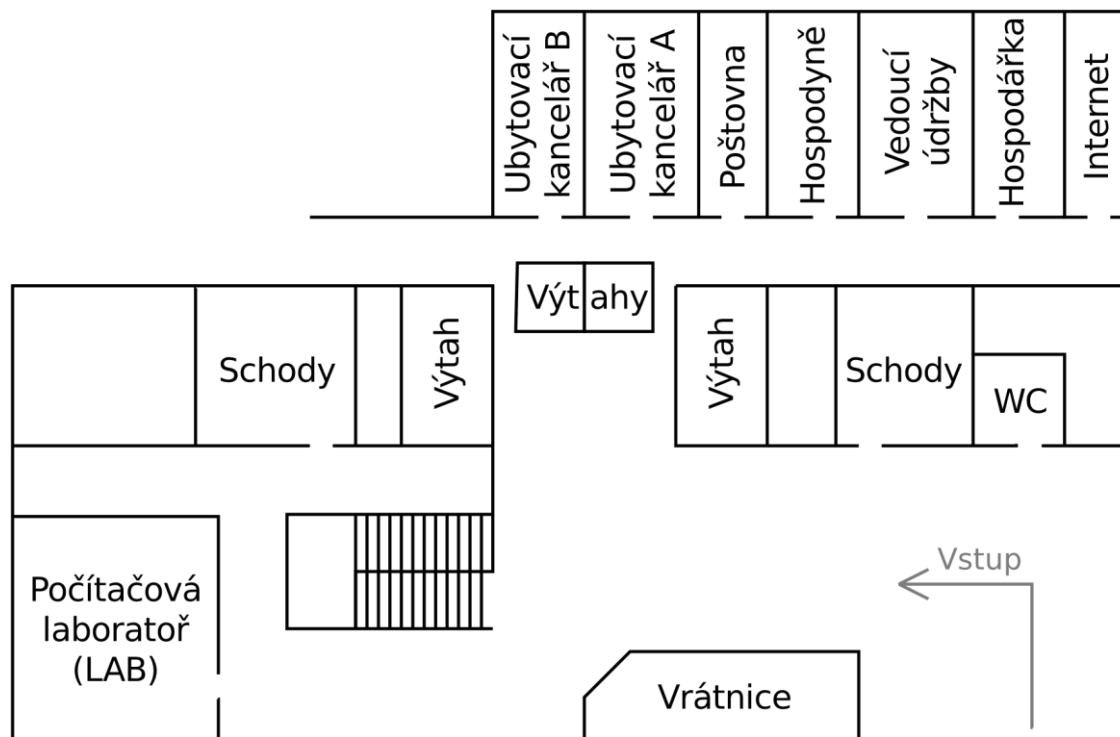 Ubytovací
kancelář B
Ubytovací
kancelář A
Poštovna
Hospodyně
Vedoucí
údržby
Hospodářka
Internet
Výt ahy
Schody
Výtah
Výtah
Schody
WC
Vstup
Počítačová
laboratoř
(LAB)
Vrátnice